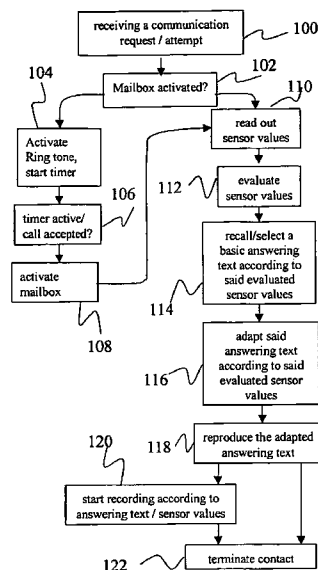 receiving a communication
request / attempt
100
102
Mailbox activated?
104
110
Activate
Ring tone,
start timer
read out
sensor values
106
112
evaluate
sensor values
timer active/
call accepted?
activate
mailbox
108
recall/select a
basic answering
text according to
said evaluated
sensor values
114
adapt said
answering text
according to said
evaluated sensor
values
116
118
reproduce the adapted
answering text
120
start recording according to
answering text / sensor values
terminate contact
122